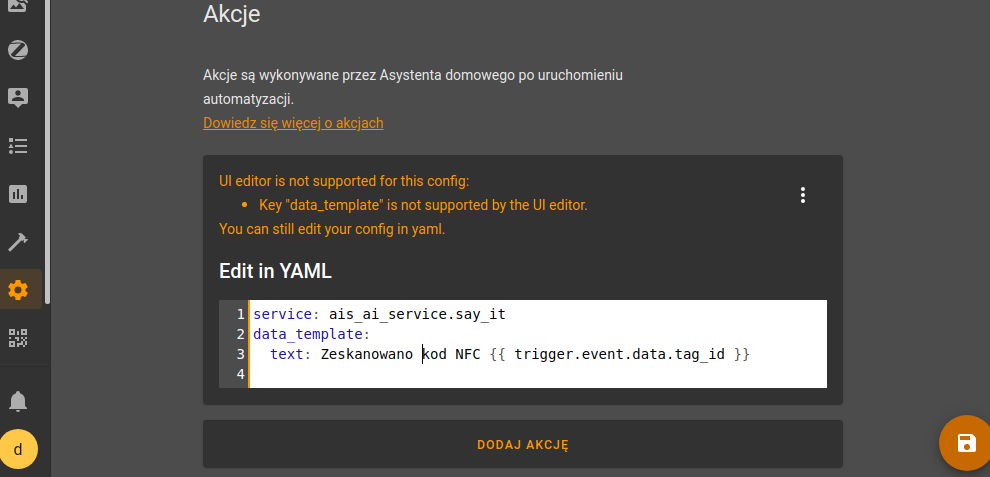 Akcje
Akcje są wykonywane przez Asystenta domowego po uruchomieniu
automatyzacji.
Dowiedz się więcej o akcjach
UI editor is not supported for this config:
Key "data_template" is not supported by the UI editor.
You can still edit your config in yaml.
Edit in YAML
1 service: ais_ai_service.say_it
2 data_template:
3 text: Zeskanowano kod NFC {{ trigger.event.data.tag_id }}
4
DODAJ AKCJĘ
d